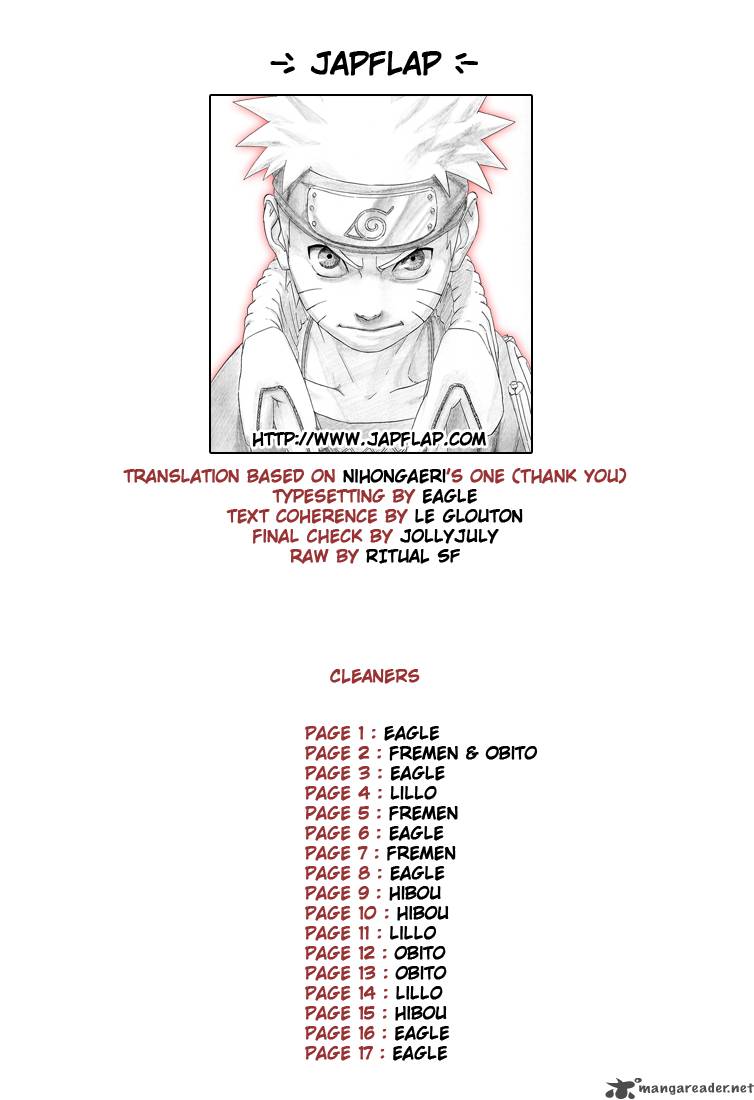 JAPFLAP
HTTP://WWW.JAPFLAP.COM
TRANSLATION BASED ON NIHONGAERI'S ONE (THANK YOU)
TYPESETTING BY EAGLE
TEXT COHERENCE BY LE GLOUTON
FINAL CHECK BY JOLLYJULY
RAW BY RITUAL SF
CLEANERS
PAGE 1 : EAGLE
PAGE 2 : FREMEN & OBITO
PAGE 3 : EAGLE
PAGE 4 : LILLO
PAGE 5 : FREMEN
PAGE 6 : EAGLE
PAGE 7 : FREMEN
PAGE 8 : EAGLE
PAGE 9 : HIBOU
PAGE 10 : HIBOU
PAGE 11 : LILLO
PAGE 12 : OBITO
PAGE 13 : OBITO
PAGE 14 : LILLO
PAGE 15 : HIBOU
PAGE 16 : EAGLE
PAGE 17 : EAGLE
mangareader.net